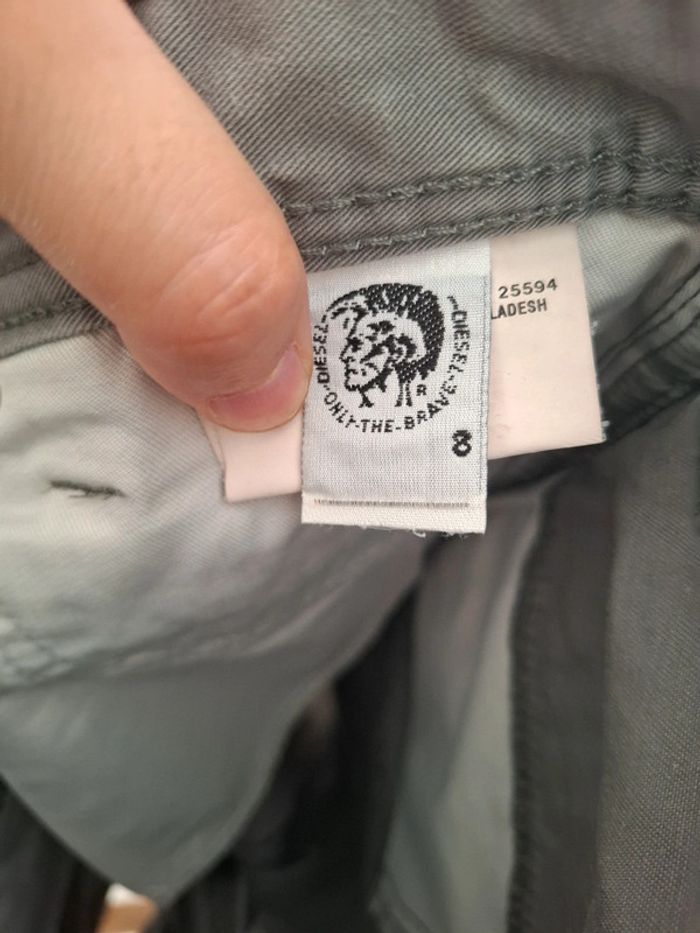 DIESEL-ONLY-THE-BRAVE-DIESEL
R
8
25594
LADESH